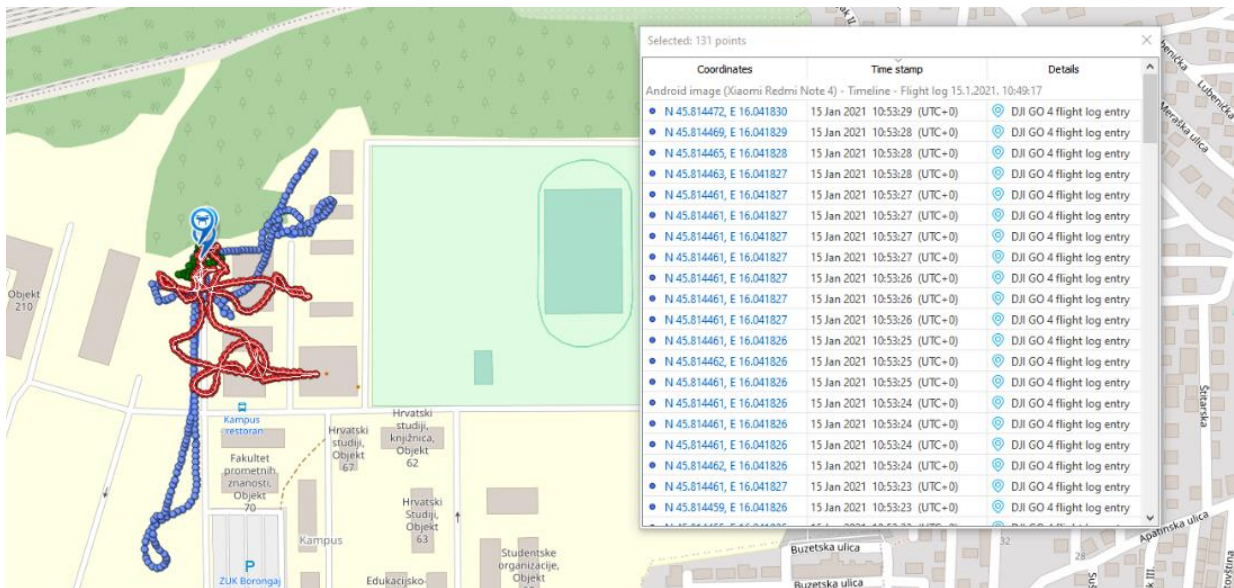 Selected: 131 points
Coordinates Time stamp Details
Android image (Xiaomi Redmi Note 4) - Timeline - Flight log 15.1.2021. 10:49:17
N 45.814472, E 16.041830 15 Jan 2021 10:53:29 (UTC+0) DJI GO 4 flight log entry
N 45.814469, E 16.041829 15 Jan 2021 10:53:28 (UTC+0) DJI GO 4 flight log entry
N 45.814465, E 16.041828 15 Jan 2021 10:53:28 (UTC+0) DJI GO 4 flight log entry
N 45.814463, E 16.041827 15 Jan 2021 10:53:28 (UTC+0) DJI GO 4 flight log entry
N 45.814461, E 16.041827 15 Jan 2021 10:53:27 (UTC+0) DJI GO 4 flight log entry
N 45.814461, E 16.041827 15 Jan 2021 10:53:27 (UTC+0) DJI GO 4 flight log entry
N 45.814461, E 16.041827 15 Jan 2021 10:53:27 (UTC+0) DJI GO 4 flight log entry
N 45.814461, E 16.041827 15 Jan 2021 10:53:27 (UTC+0) DJI GO 4 flight log entry
N 45.814461, E 16.041827 15 Jan 2021 10:53:26 (UTC+0) DJI GO 4 flight log entry
N 45.814461, E 16.041827 15 Jan 2021 10:53:26 (UTC+0) DJI GO 4 flight log entry
N 45.814461, E 16.041827 15 Jan 2021 10:53:26 (UTC+0) DJI GO 4 flight log entry
N 45.814461, E 16.041826 15 Jan 2021 10:53:25 (UTC+0) DJI GO 4 flight log entry
N 45.814462, E 16.041826 15 Jan 2021 10:53:25 (UTC+0) DJI GO 4 flight log entry
N 45.814461, E 16.041826 15 Jan 2021 10:53:25 (UTC+0) DJI GO 4 flight log entry
N 45.814461, E 16.041826 15 Jan 2021 10:53:24 (UTC+0) DJI GO 4 flight log entry
N 45.814461, E 16.041826 15 Jan 2021 10:53:24 (UTC+0) DJI GO 4 flight log entry
N 45.814461, E 16.041826 15 Jan 2021 10:53:24 (UTC+0) DJI GO 4 flight log entry
N 45.814462, E 16.041826 15 Jan 2021 10:53:24 (UTC+0) DJI GO 4 flight log entry
N 45.814461, E 16.041827 15 Jan 2021 10:53:23 (UTC+0) DJI GO 4 flight log entry
N 45.814459, E 16.041826 15 Jan 2021 10:53:23 (UTC+0) DJI GO 4 flight log entry
Lubenička
Meraška ulica
Štitarska
Objekt
210
Kampus
restoran
Fakultet
prometnih
znanosti,
Objekt
70
Hrvatski
studiji,
Objekt
67
Hrvatski
studiji,
knjižnica,
Objekt
62
Hrvatski
Studiji,
Objekt
63
Kampus
P
ZUK Borongaj
Edukacijsko-
Studentske
organizacije,
Objekt
Buzetska ulica
Buzetska ulica
32
28
Apatinska ulica